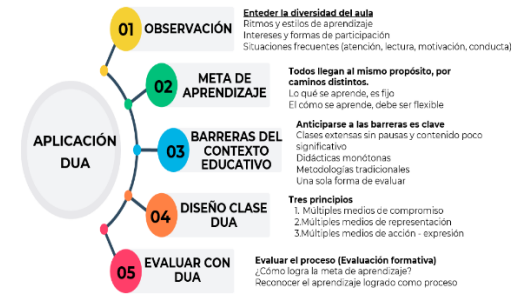 APLICACIÓN
DUA
01
OBSERVACIÓN
Enteder la diversidad del aula
Ritmos y estilos de aprendizaje
Intereses y formas de participación
Situaciones frecuentes (atención, lectura, motivación, conducta)
02
META DE
APRENDIZAJE
Todos llegan al mismo propósito, por
caminos distintos.
Lo qué se aprende, es fijo
El cómo se aprende, debe ser flexible
03
BARRERAS DEL
CONTEXTO
EDUCATIVO
Anticiparse a las barreras es clave
Clases extensas sin pausas y contenido poco
significativo
Didácticas monótonas
Metodologías tradicionales
Una sola forma de evaluar
04
DISEÑO CLASE
DUA
Tres principios
1. Múltiples medios de compromiso
2.Múltiples medios de representación
3.Múltiples medios de acción - expresión
05
EVALUAR CON
DUA
Evaluar el proceso (Evaluación formativa)
¿Cómo logra la meta de aprendizaje?
Reconocer el aprendizaje logrado como proceso